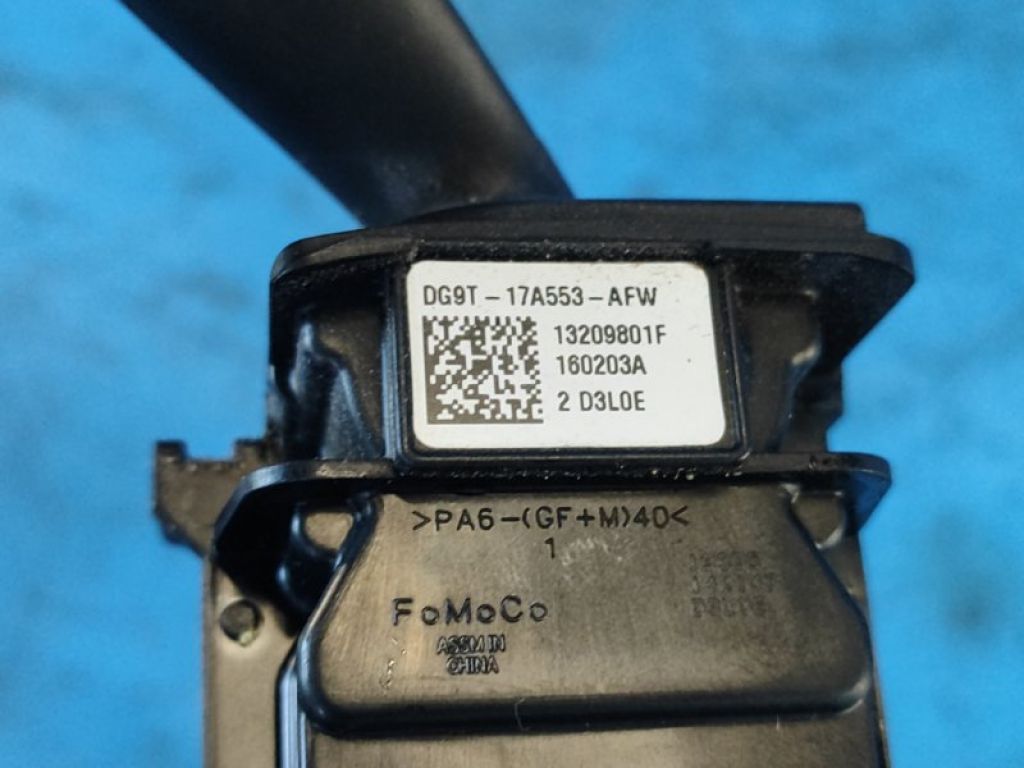 DG9T-17A553-AFW
13209801F
160203A
2 D3L0E
>PA6-(GF+M)40<
1
FoMoCo
ASSM IN
CHINA